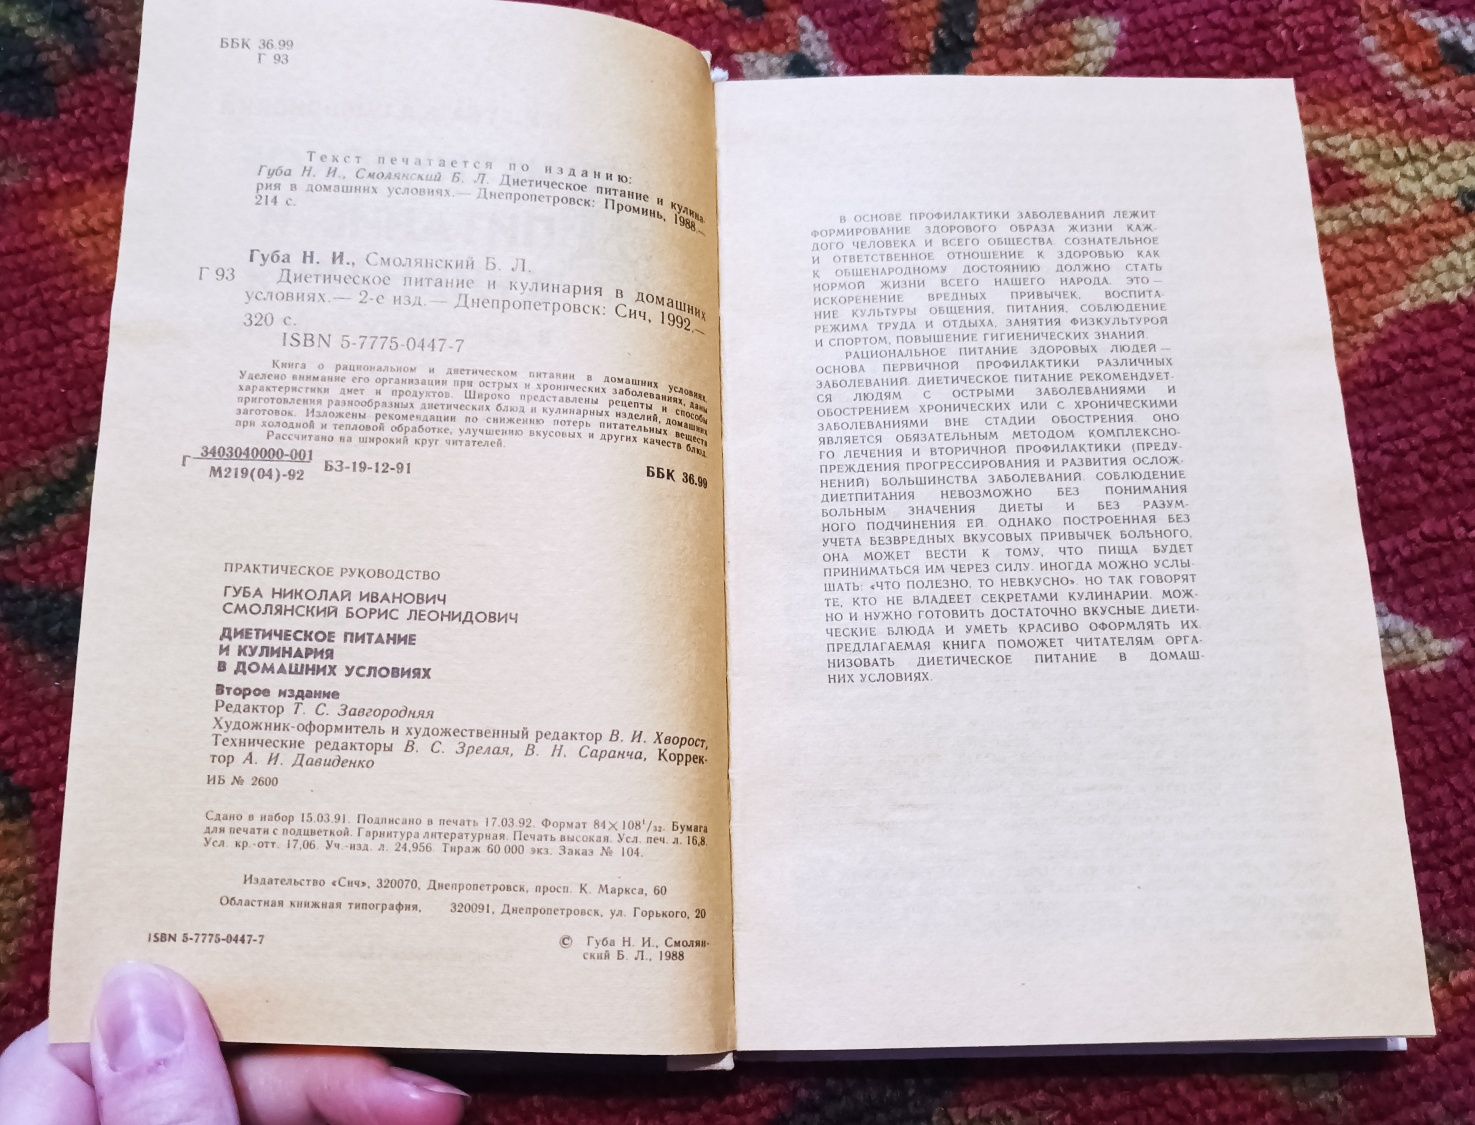 ББК 36.99
Г 93
Текст печатается по изданию:
Губа Н. И., Смолянский Б. Л. Диетическое питание и кулина-
рия в домашних условиях.— Днепропетровск: Проминь, 1988.—
214 с.
Губа Н. И., Смолянский Б. Л.
Г 93 Диетическое питание и кулинария в домашних
условиях.— 2-е изд.— Днепропетровск: Сич, 1992.—
320 с.
ISBN 5-7775-0447-7
Книга о рациональном и диетическом питании в домашних условиях.
Уделено внимание его организации при острых и хронических заболеваниях, даны
характеристики диет и продуктов. Широко представлены рецепты и способы
приготовления разнообразных диетических блюд и кулинарных изделий, домашних
заготовок. Изложены рекомендации по снижению потерь питательных веществ
при холодной и тепловой обработке, улучшению вкусовых и других качеств блюд.
Рассчитано на широкий круг читателей.
Г 3403040000-001 БЗ-19-12-91
М219(04)-92
ББК 36.99
ПРАКТИЧЕСКОЕ РУКОВОДСТВО
ГУБА НИКОЛАЙ ИВАНОВИЧ
СМОЛЯНСКИЙ БОРИС ЛЕОНИДОВИЧ
ДИЕТИЧЕСКОЕ ПИТАНИЕ
И КУЛИНАРИЯ
В ДОМАШНИХ УСЛОВИЯХ
Второе издание
Редактор Т. С. Завгородняя
Художник-оформитель и художественный редактор В. И. Хворост,
Технические редакторы В. С. Зрелая, В. Н. Саранча, Коррек-
тор А. И. Давиденко
ИБ № 2600
Сдано в набор 15.03.91. Подписано в печать 17.03.92. Формат 84×108¹/₃₂. Бумага
для печати с подцветкой. Гарнитура литературная. Печать высокая. Усл. печ. л. 16,8.
Усл. кр.-отт. 17,06. Уч.-изд. л. 24,956. Тираж 60 000 экз. Заказ № 104.
Издательство «Сич», 320070, Днепропетровск, просп. К. Маркса, 60
Областная книжная типография, 320091, Днепропетровск, ул. Горького, 20
ISBN 5-7775-0447-7
© Губа Н. И., Смолян-
ский Б. Л., 1988
В ОСНОВЕ ПРОФИЛАКТИКИ ЗАБОЛЕВАНИЙ ЛЕЖИТ
ФОРМИРОВАНИЕ ЗДОРОВОГО ОБРАЗА ЖИЗНИ КАЖ-
ДОГО ЧЕЛОВЕКА И ВСЕГО ОБЩЕСТВА. СОЗНАТЕЛЬНОЕ
И ОТВЕТСТВЕННОЕ ОТНОШЕНИЕ К ЗДОРОВЬЮ КАК
К ОБЩЕНАРОДНОМУ ДОСТОЯНИЮ ДОЛЖНО СТАТЬ
НОРМОЙ ЖИЗНИ ВСЕГО НАШЕГО НАРОДА. ЭТО —
ИСКОРЕНЕНИЕ ВРЕДНЫХ ПРИВЫЧЕК, ВОСПИТА-
НИЕ КУЛЬТУРЫ ОБЩЕНИЯ, ПИТАНИЯ, СОБЛЮДЕНИЕ
РЕЖИМА ТРУДА И ОТДЫХА, ЗАНЯТИЯ ФИЗКУЛЬТУРОЙ
И СПОРТОМ, ПОВЫШЕНИЕ ГИГИЕНИЧЕСКИХ ЗНАНИЙ.
РАЦИОНАЛЬНОЕ ПИТАНИЕ ЗДОРОВЫХ ЛЮДЕЙ —
ОСНОВА ПЕРВИЧНОЙ ПРОФИЛАКТИКИ РАЗЛИЧНЫХ
ЗАБОЛЕВАНИЙ. ДИЕТИЧЕСКОЕ ПИТАНИЕ РЕКОМЕНДУЕТ-
СЯ ЛЮДЯМ С ОСТРЫМИ ЗАБОЛЕВАНИЯМИ И
ОБОСТРЕНИЕМ ХРОНИЧЕСКИХ ИЛИ С ХРОНИЧЕСКИМИ
ЗАБОЛЕВАНИЯМИ ВНЕ СТАДИИ ОБОСТРЕНИЯ. ОНО
ЯВЛЯЕТСЯ ОБЯЗАТЕЛЬНЫМ МЕТОДОМ КОМПЛЕКСНО-
ГО ЛЕЧЕНИЯ И ВТОРИЧНОЙ ПРОФИЛАКТИКИ (ПРЕДУ-
ПРЕЖДЕНИЯ ПРОГРЕССИРОВАНИЯ И РАЗВИТИЯ ОСЛОЖ-
НЕНИЙ) БОЛЬШИНСТВА ЗАБОЛЕВАНИЙ. СОБЛЮДЕНИЕ
ДИЕТПИТАНИЯ НЕВОЗМОЖНО БЕЗ ПОНИМАНИЯ
БОЛЬНЫМ ЗНАЧЕНИЯ ДИЕТЫ И БЕЗ РАЗУМ-
НОГО ПОДЧИНЕНИЯ ЕЙ. ОДНАКО ПОСТРОЕННАЯ БЕЗ
УЧЕТА БЕЗВРЕДНЫХ ВКУСОВЫХ ПРИВЫЧЕК БОЛЬНОГО,
ОНА МОЖЕТ ВЕСТИ К ТОМУ, ЧТО ПИЩА БУДЕТ
ПРИНИМАТЬСЯ ИМ ЧЕРЕЗ СИЛУ. ИНОГДА МОЖНО УСЛЫ-
ШАТЬ: «ЧТО ПОЛЕЗНО, ТО НЕВКУСНО». НО ТАК ГОВОРЯТ
ТЕ, КТО НЕ ВЛАДЕЕТ СЕКРЕТАМИ КУЛИНАРИИ. МОЖ-
НО И НУЖНО ГОТОВИТЬ ДОСТАТОЧНО ВКУСНЫЕ ДИЕТИ-
ЧЕСКИЕ БЛЮДА И УМЕТЬ КРАСИВО ОФОРМЛЯТЬ ИХ.
ПРЕДЛАГАЕМАЯ КНИГА ПОМОЖЕТ ЧИТАТЕЛЯМ ОРГА-
НИЗОВАТЬ ДИЕТИЧЕСКОЕ ПИТАНИЕ В ДОМАШ-
НИХ УСЛОВИЯХ.